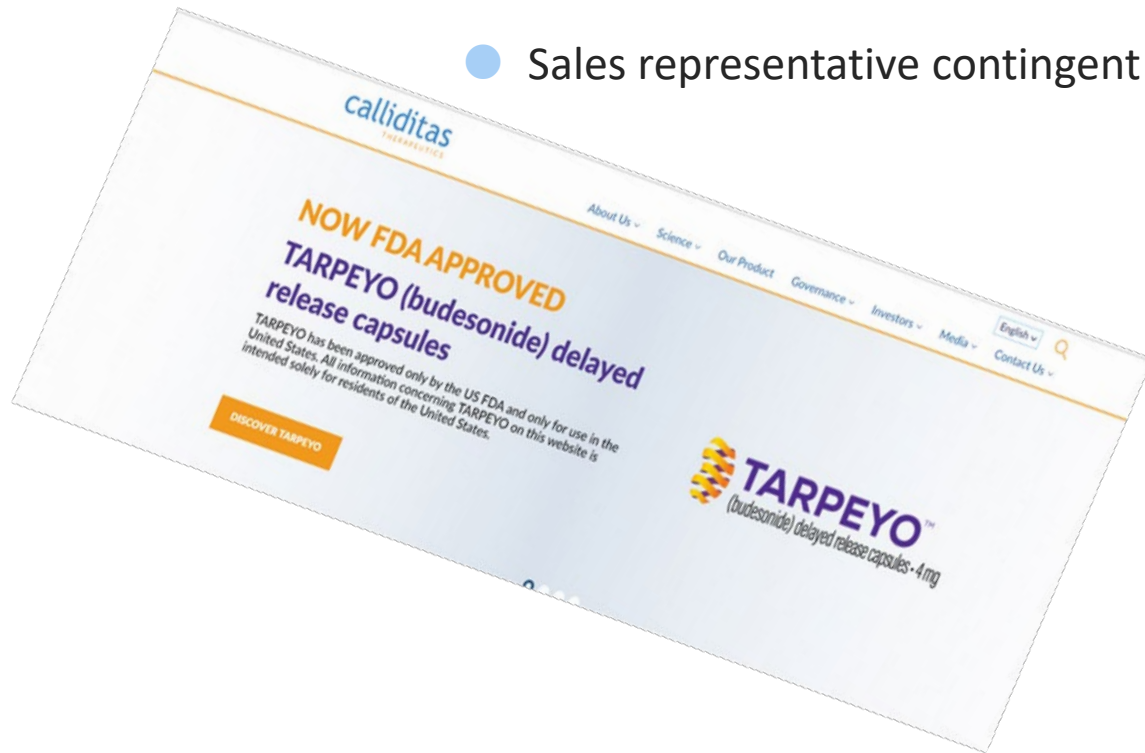 Sales representative contingent
calliditas
THERAPEUTICS
About Us Science Our Product Governance Investors Media Contact Us
English
NOW FDA APPROVED
TARPEYO (budesonide) delayed
release capsules
TARPEYO has been approved only by the US FDA and only for use in the
United States. All information concerning TARPEYO on this website is
intended solely for residents of the United States.
DISCOVER TARPEYO
TARPEYO™
(budesonide) delayed release capsules • 4 mg